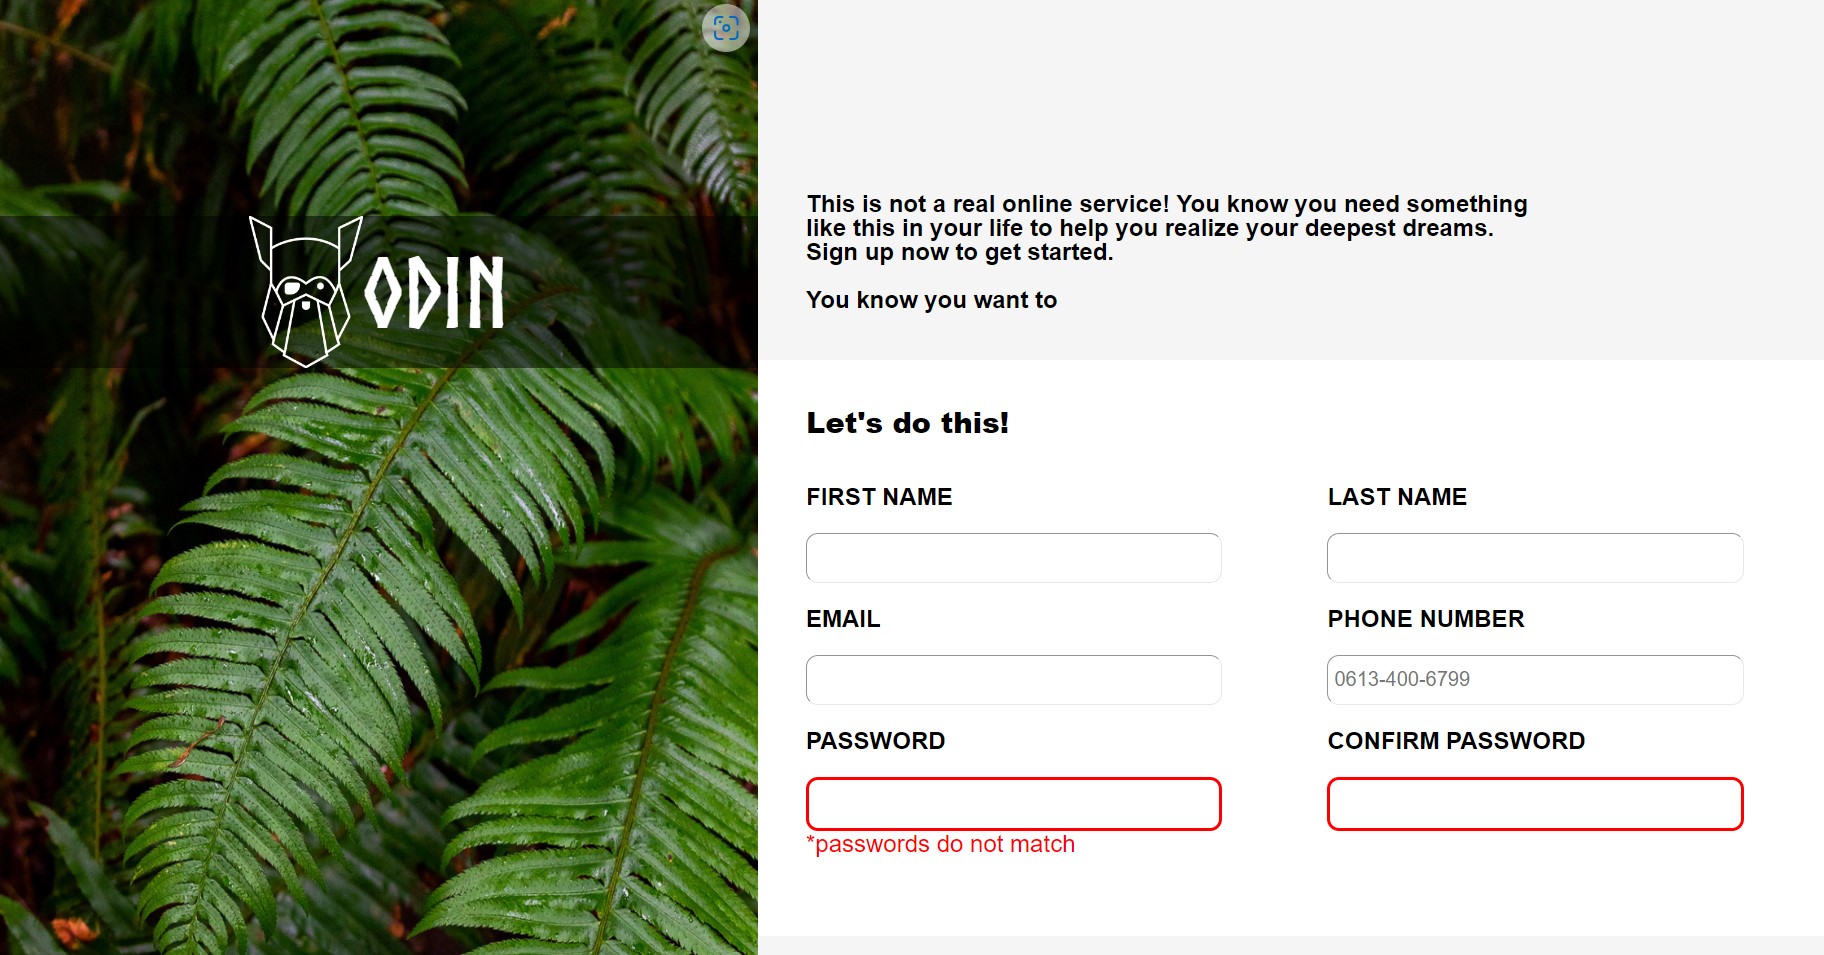 ODIN
This is not a real online service! You know you need something
like this in your life to help you realize your deepest dreams.
Sign up now to get started.
You know you want to
Let's do this!
FIRST NAME
LAST NAME
EMAIL
PHONE NUMBER
0613-400-6799
PASSWORD
CONFIRM PASSWORD
*passwords do not match